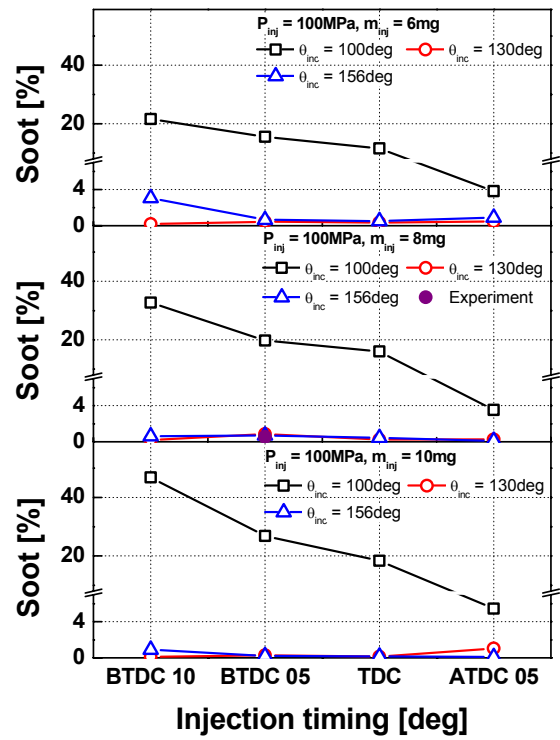 P_inj = 100MPa, m_inj = 6mg
θ_inc = 100deg θ_inc = 130deg
θ_inc = 156deg
Soot [%]
40
20
4
0
P_inj = 100MPa, m_inj = 8mg
θ_inc = 100deg θ_inc = 130deg
θ_inc = 156deg Experiment
Soot [%]
40
20
4
0
P_inj = 100MPa, m_inj = 10mg
θ_inc = 100deg θ_inc = 130deg
θ_inc = 156deg
Soot [%]
40
20
4
0
BTDC 10 BTDC 05 TDC ATDC 05
Injection timing [deg]